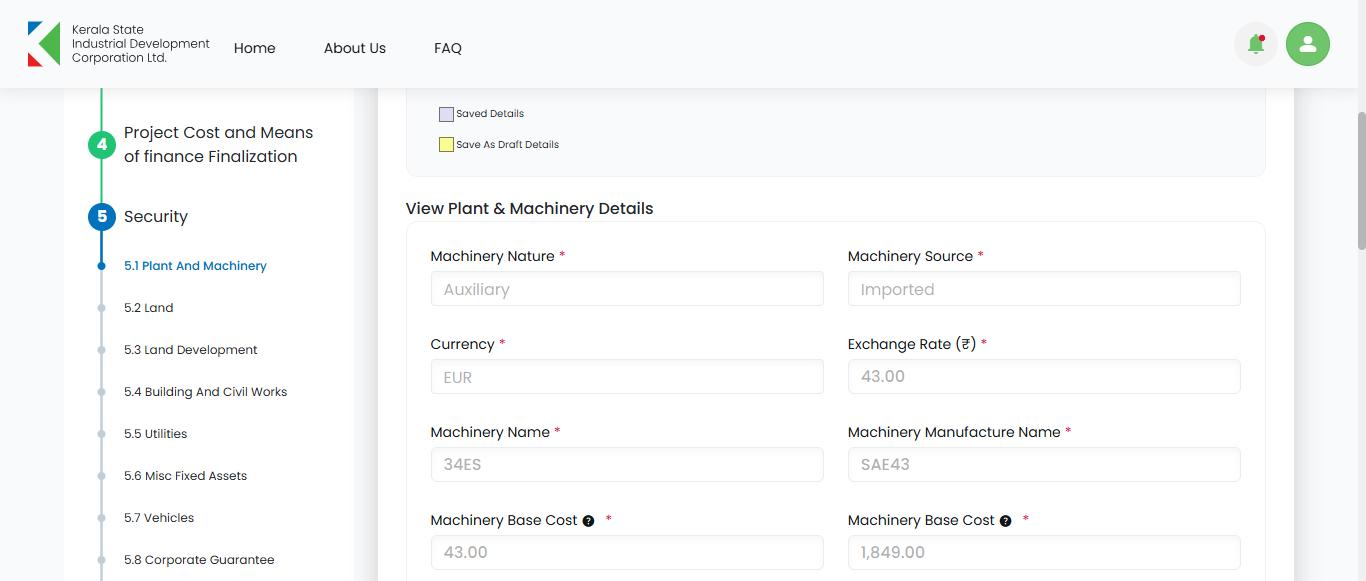 Kerala State
Industrial Development
Corporation Ltd.
Home About Us FAQ
4 Project Cost and Means
of finance Finalization
5 Security
5.1 Plant And Machinery
5.2 Land
5.3 Land Development
5.4 Building And Civil Works
5.5 Utilities
5.6 Misc Fixed Assets
5.7 Vehicles
5.8 Corporate Guarantee
Saved Details
Save As Draft Details
View Plant & Machinery Details
Machinery Nature * Machinery Source *
Auxiliary Imported
Currency * Exchange Rate (₹) *
EUR 43.00
Machinery Name * Machinery Manufacture Name *
34ES SAE43
Machinery Base Cost ? * Machinery Base Cost ? *
43.00 1,849.00